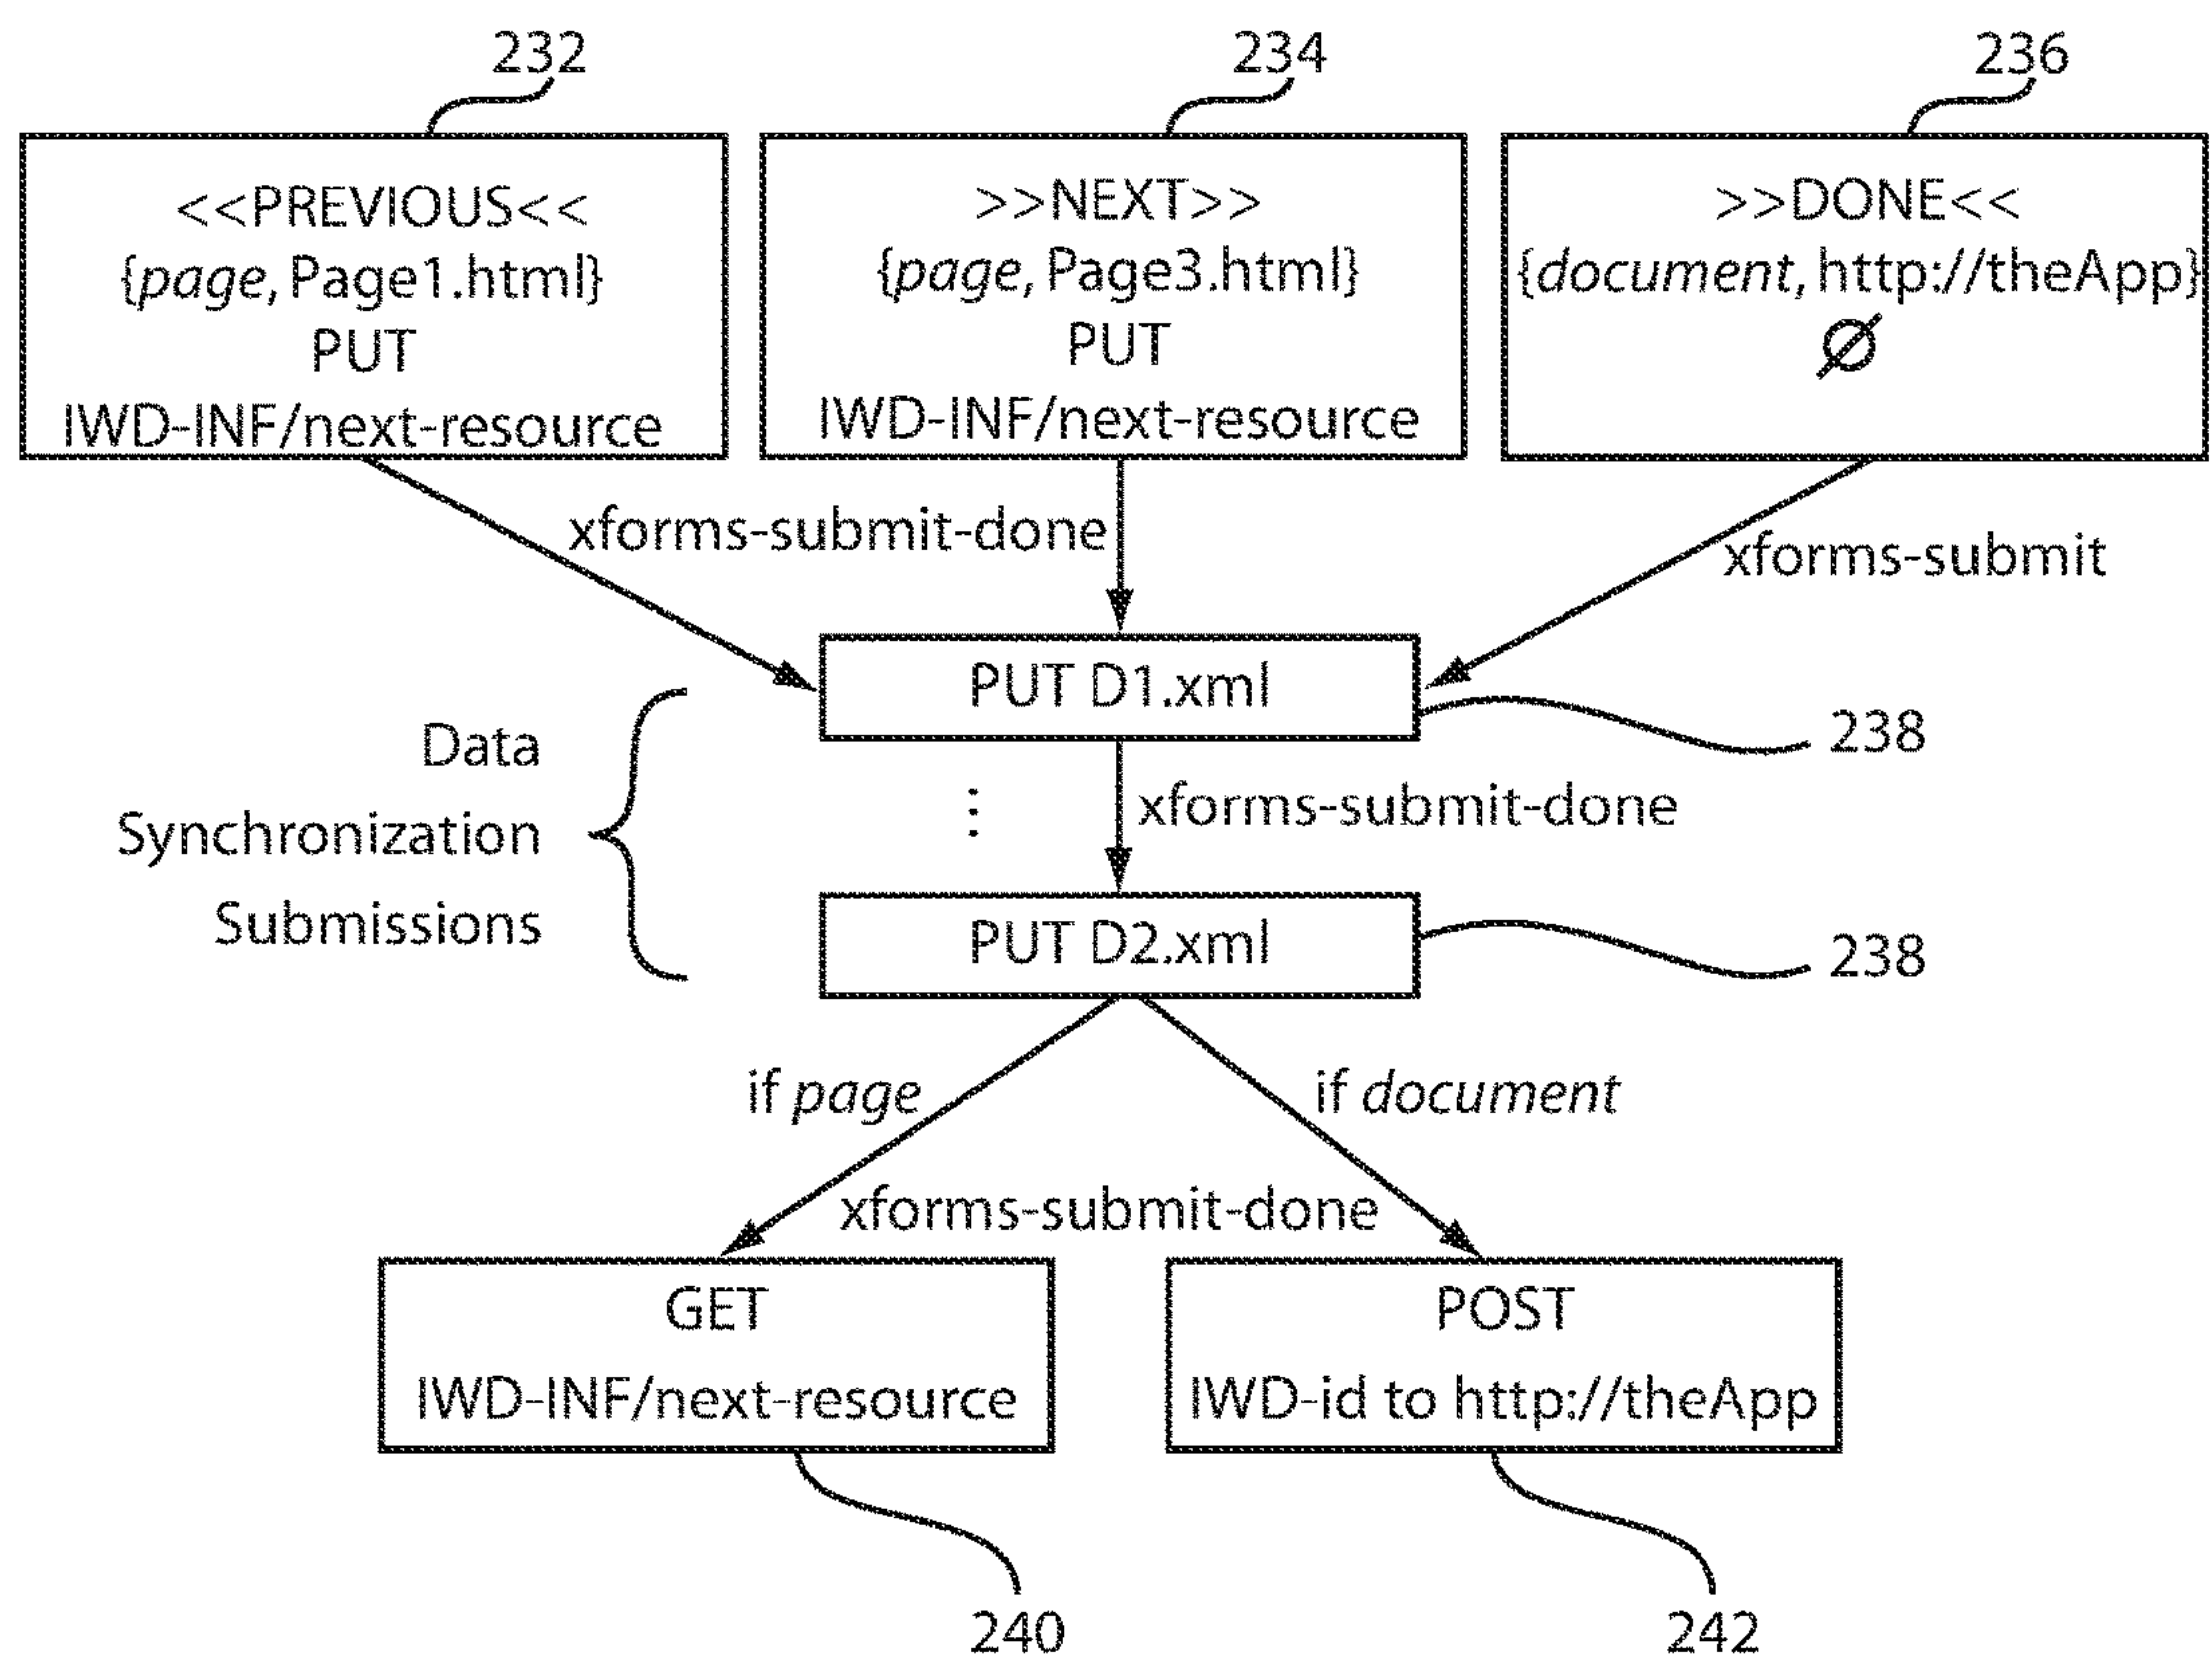 232
234
236
<<PREVIOUS<<
{page, Page1.html}
PUT
IWD-INF/next-resource
>>NEXT>>
{page, Page3.html}
PUT
IWD-INF/next-resource
>>DONE<<
{document, http://theApp}
Ø
xforms-submit-done
xforms-submit
PUT D1.xml
238
Data
Synchronization
Submissions
⋮
xforms-submit-done
PUT D2.xml
238
if page
if document
xforms-submit-done
GET
IWD-INF/next-resource
POST
IWD-id to http://theApp
240
242